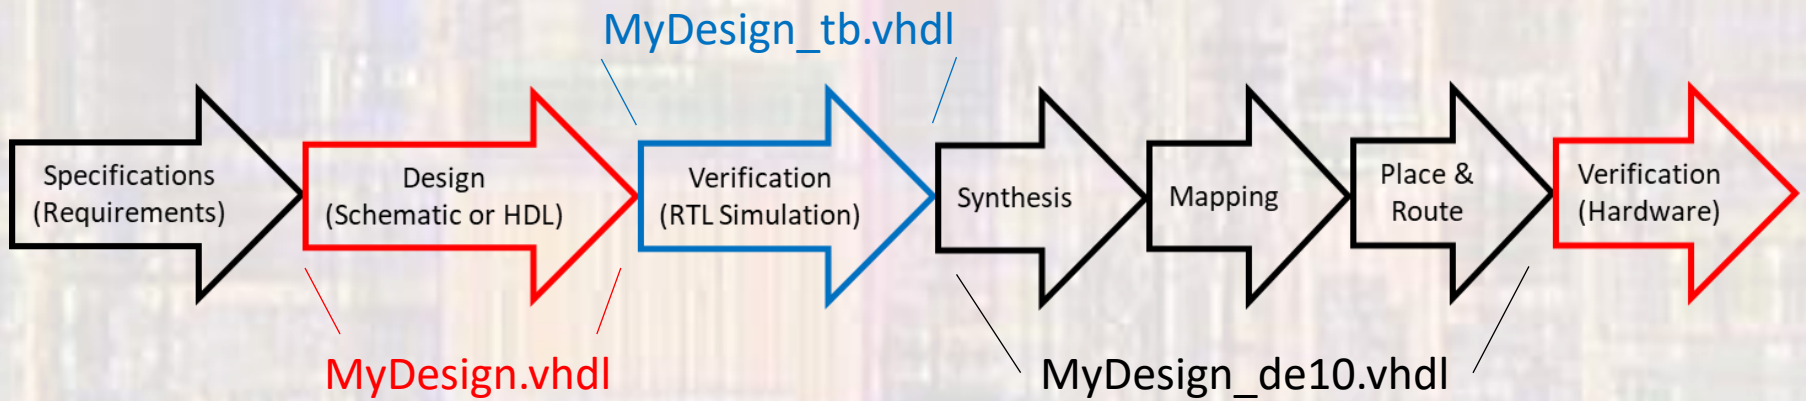 MyDesign_tb.vhdl
Specifications
(Requirements)
Design
(Schematic or HDL)
Verification
(RTL Simulation)
Synthesis
Mapping
Place &
Route
Verification
(Hardware)
MyDesign.vhdl
MyDesign_de10.vhdl